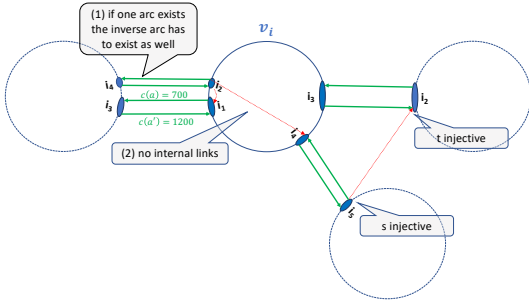 (1) if one arc exists
the inverse arc has
to exist as well
v_i
i_4
i_2
i_3
i_1
c(a) = 700
c(a') = 1200
i_3
i_2
i_4
(2) no internal links
t injective
i_5
s injective